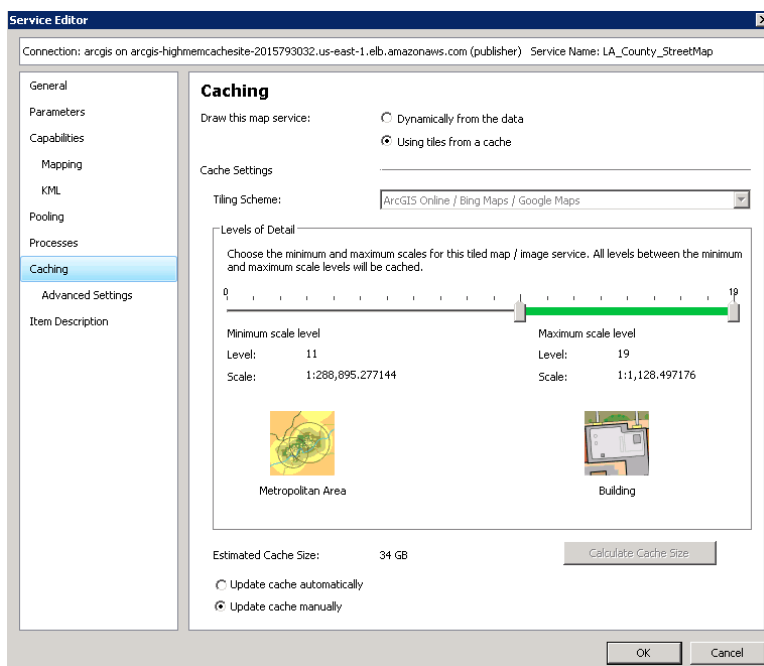 Service Editor
Connection: arcgis on arcgis-highmemcachesite-2015793032.us-east-1.elb.amazonaws.com (publisher)   Service Name: LA_County_StreetMap
General
Parameters
Capabilities
Mapping
KML
Pooling
Processes
Caching
Advanced Settings
Item Description
Caching
Draw this map service:
Dynamically from the data
Using tiles from a cache
Cache Settings
Tiling Scheme:
ArcGIS Online / Bing Maps / Google Maps
Levels of Detail
Choose the minimum and maximum scales for this tiled map / image service. All levels between the minimum
and maximum scale levels will be cached.
0 19
Minimum scale level Maximum scale level
Level: 11 Level: 19
Scale: 1:288,895.277144 Scale: 1:1,128.497176
Metropolitan Area Building
Estimated Cache Size: 34 GB Calculate Cache Size
Update cache automatically
Update cache manually
OK Cancel